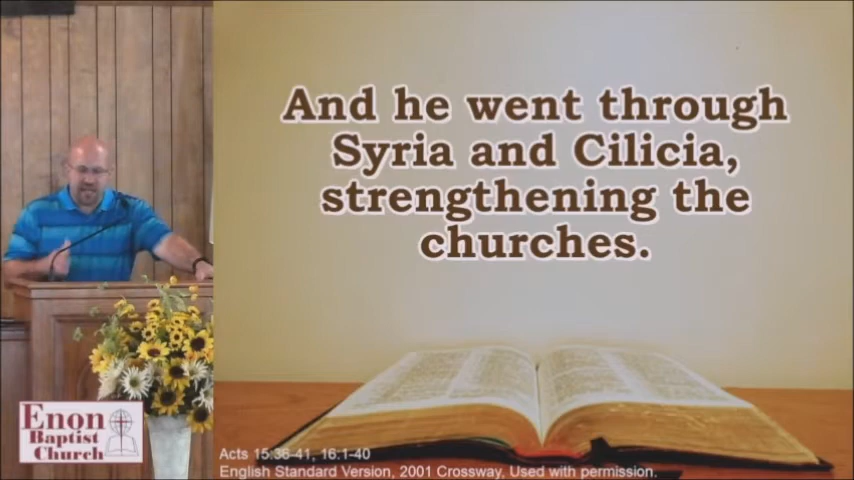 And he went through
Syria and Cilicia,
strengthening the
churches.
Enon
Baptist
Church
Acts 15:36-41, 16:1-40
English Standard Version, 2001 Crossway, Used with permission.